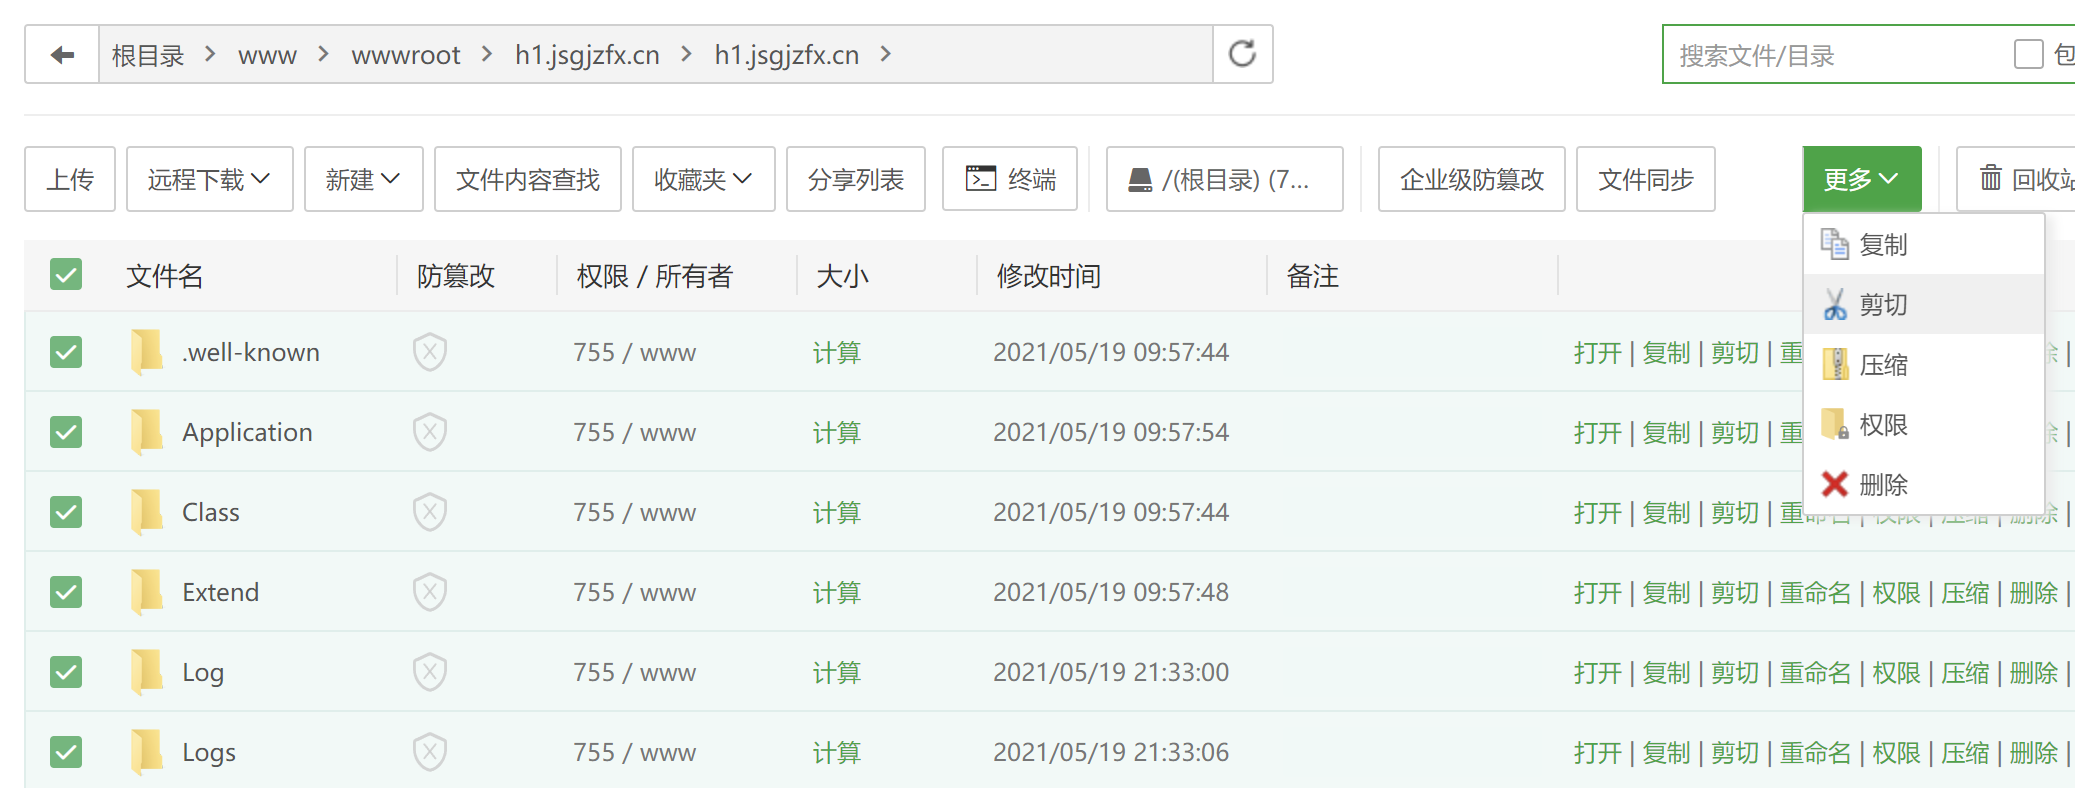 根目录 www wwwroot h1.jsgjzfx.cn h1.jsgjzfx.cn 搜索文件/目录
上传 远程下载 新建 文件内容查找 收藏夹 分享列表 终端 /(根目录) (7... 企业级防篡改 文件同步 更多 回收站
文件名 防篡改 权限 / 所有者 大小 修改时间 备注
复制
剪切
压缩
权限
删除
.well-known 755 / www 计算 2021/05/19 09:57:44 打开 | 复制 | 剪切 | 重
Application 755 / www 计算 2021/05/19 09:57:54 打开 | 复制 | 剪切 | 重
Class 755 / www 计算 2021/05/19 09:57:44 打开 | 复制 | 剪切 | 重命名 | 权限 | 压缩 | 删除 |
Extend 755 / www 计算 2021/05/19 09:57:48 打开 | 复制 | 剪切 | 重命名 | 权限 | 压缩 | 删除 |
Log 755 / www 计算 2021/05/19 21:33:00 打开 | 复制 | 剪切 | 重命名 | 权限 | 压缩 | 删除 |
Logs 755 / www 计算 2021/05/19 21:33:06 打开 | 复制 | 剪切 | 重命名 | 权限 | 压缩 | 删除 |